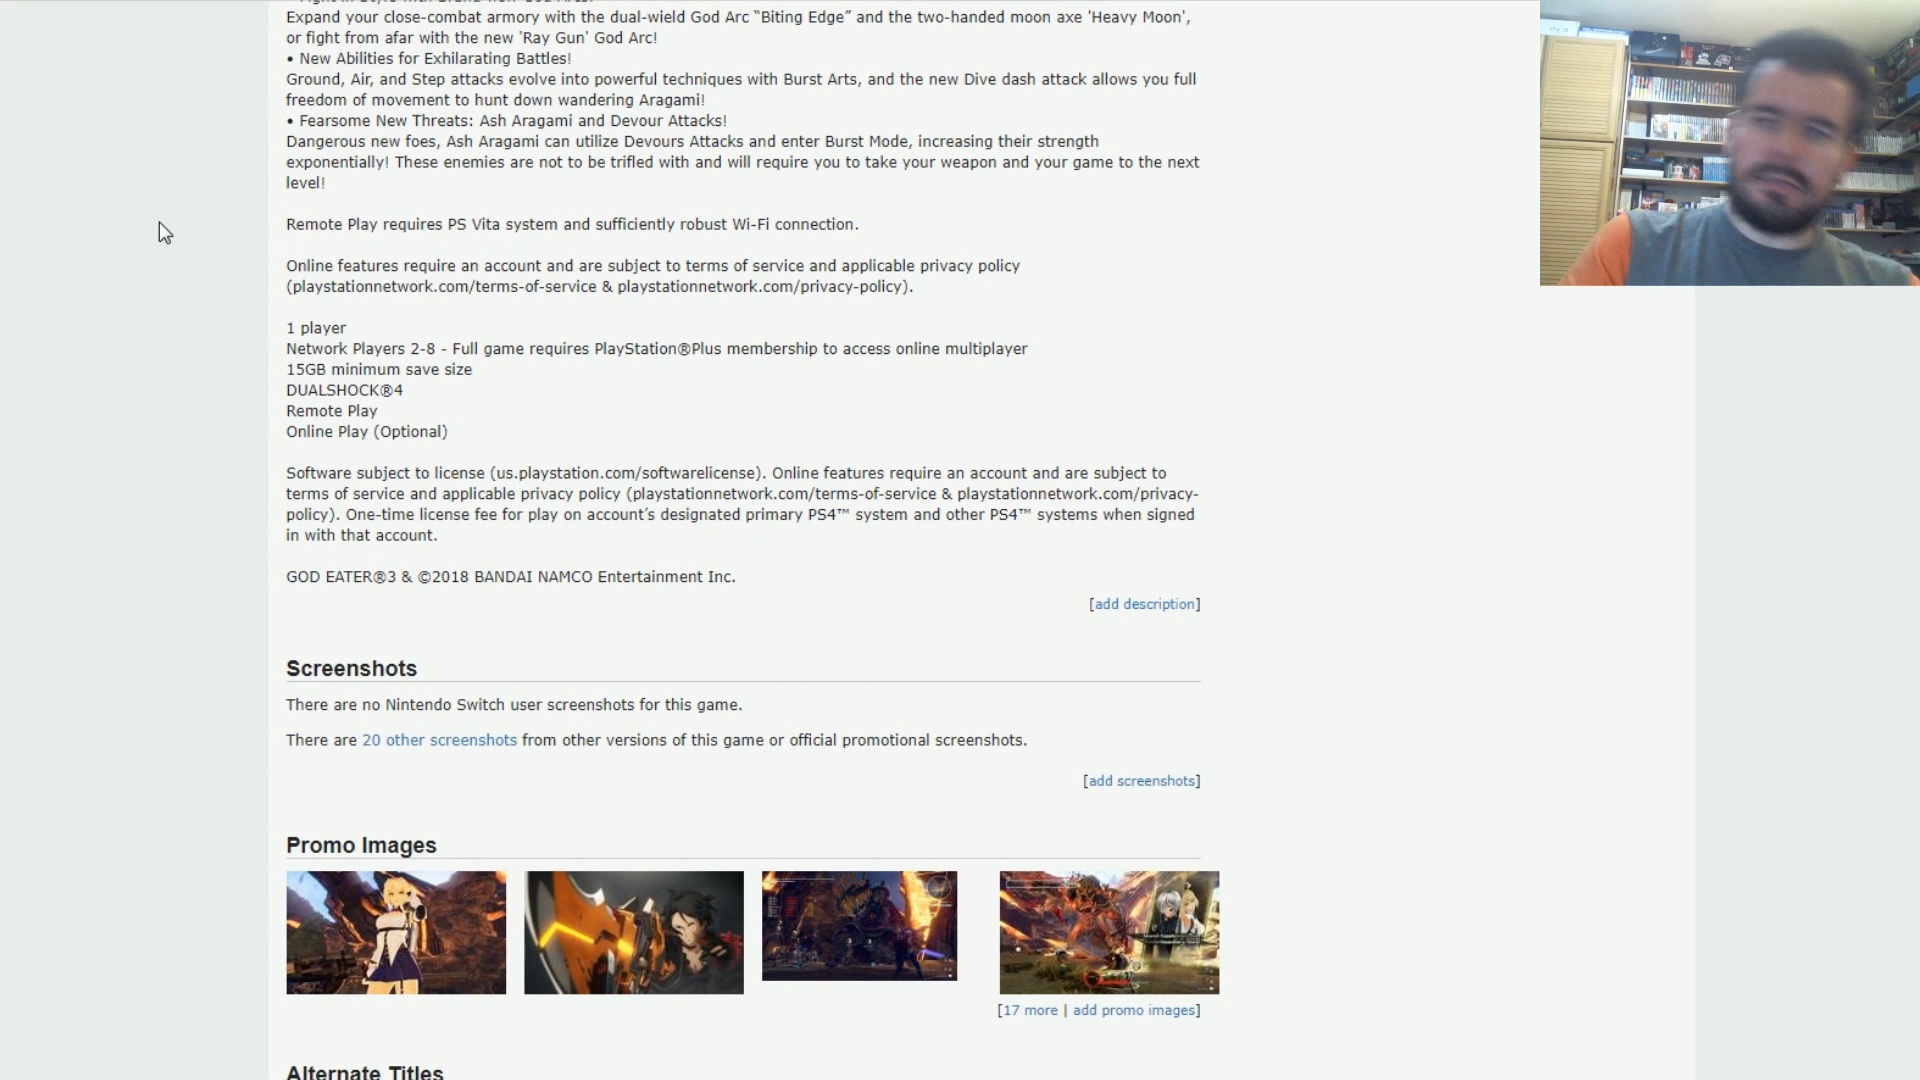 Expand your close-combat armory with the dual-wield God Arc “Biting Edge” and the two-handed moon axe 'Heavy Moon',
or fight from afar with the new 'Ray Gun' God Arc!
• New Abilities for Exhilarating Battles!
Ground, Air, and Step attacks evolve into powerful techniques with Burst Arts, and the new Dive dash attack allows you full
freedom of movement to hunt down wandering Aragami!
• Fearsome New Threats: Ash Aragami and Devour Attacks!
Dangerous new foes, Ash Aragami can utilize Devours Attacks and enter Burst Mode, increasing their strength
exponentially! These enemies are not to be trifled with and will require you to take your weapon and your game to the next
level!
Remote Play requires PS Vita system and sufficiently robust Wi-Fi connection.
Online features require an account and are subject to terms of service and applicable privacy policy
(playstationnetwork.com/terms-of-service & playstationnetwork.com/privacy-policy).
1 player
Network Players 2-8 - Full game requires PlayStation®Plus membership to access online multiplayer
15GB minimum save size
DUALSHOCK®4
Remote Play
Online Play (Optional)
Software subject to license (us.playstation.com/softwarelicense). Online features require an account and are subject to
terms of service and applicable privacy policy (playstationnetwork.com/terms-of-service & playstationnetwork.com/privacy-
policy). One-time license fee for play on account’s designated primary PS4™ system and other PS4™ systems when signed
in with that account.
GOD EATER®3 & ©2018 BANDAI NAMCO Entertainment Inc.
[add description]
Screenshots
There are no Nintendo Switch user screenshots for this game.
There are 20 other screenshots from other versions of this game or official promotional screenshots.
[add screenshots]
Promo Images
[17 more | add promo images]
Alternate Titles